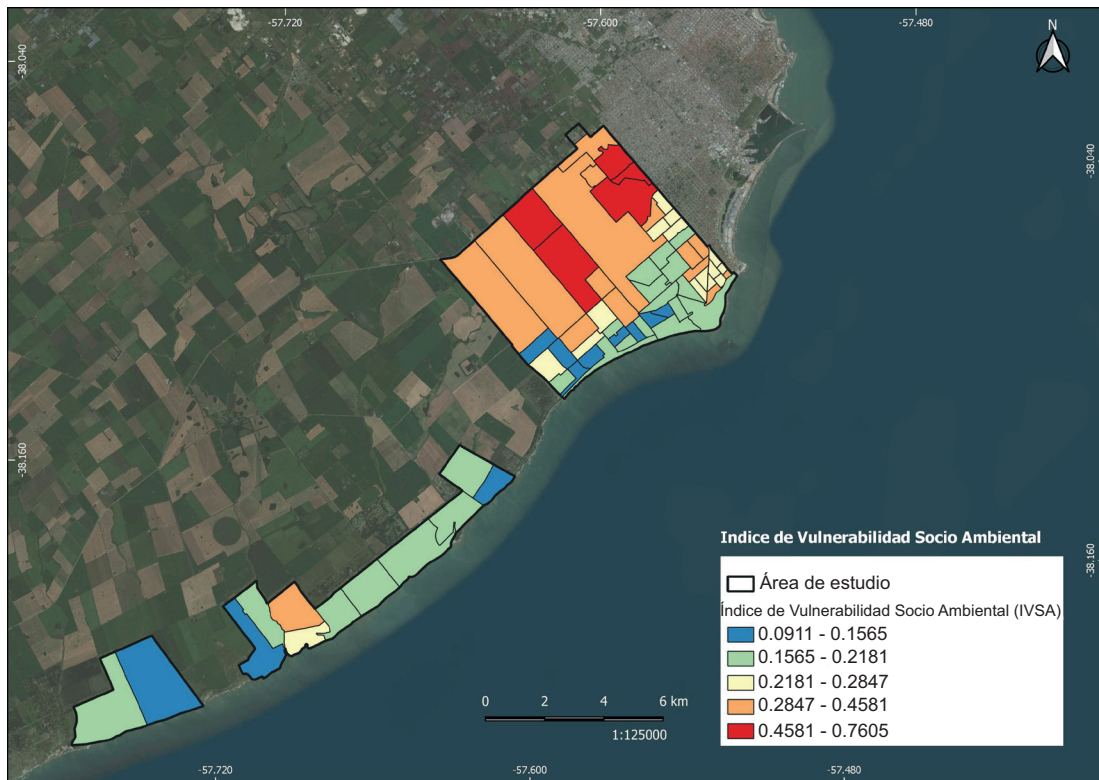 -57.720
-57.600
-57.480
N
-38.040
-38.040
-38.160
-38.160
Indice de Vulnerabilidad Socio Ambiental
Área de estudio
Índice de Vulnerabilidad Socio Ambiental (IVSA)
0.0911 - 0.1565
0.1565 - 0.2181
0.2181 - 0.2847
0.2847 - 0.4581
0.4581 - 0.7605
0 2 4 6 km
1:125000
-57.720
-57.600
-57.480